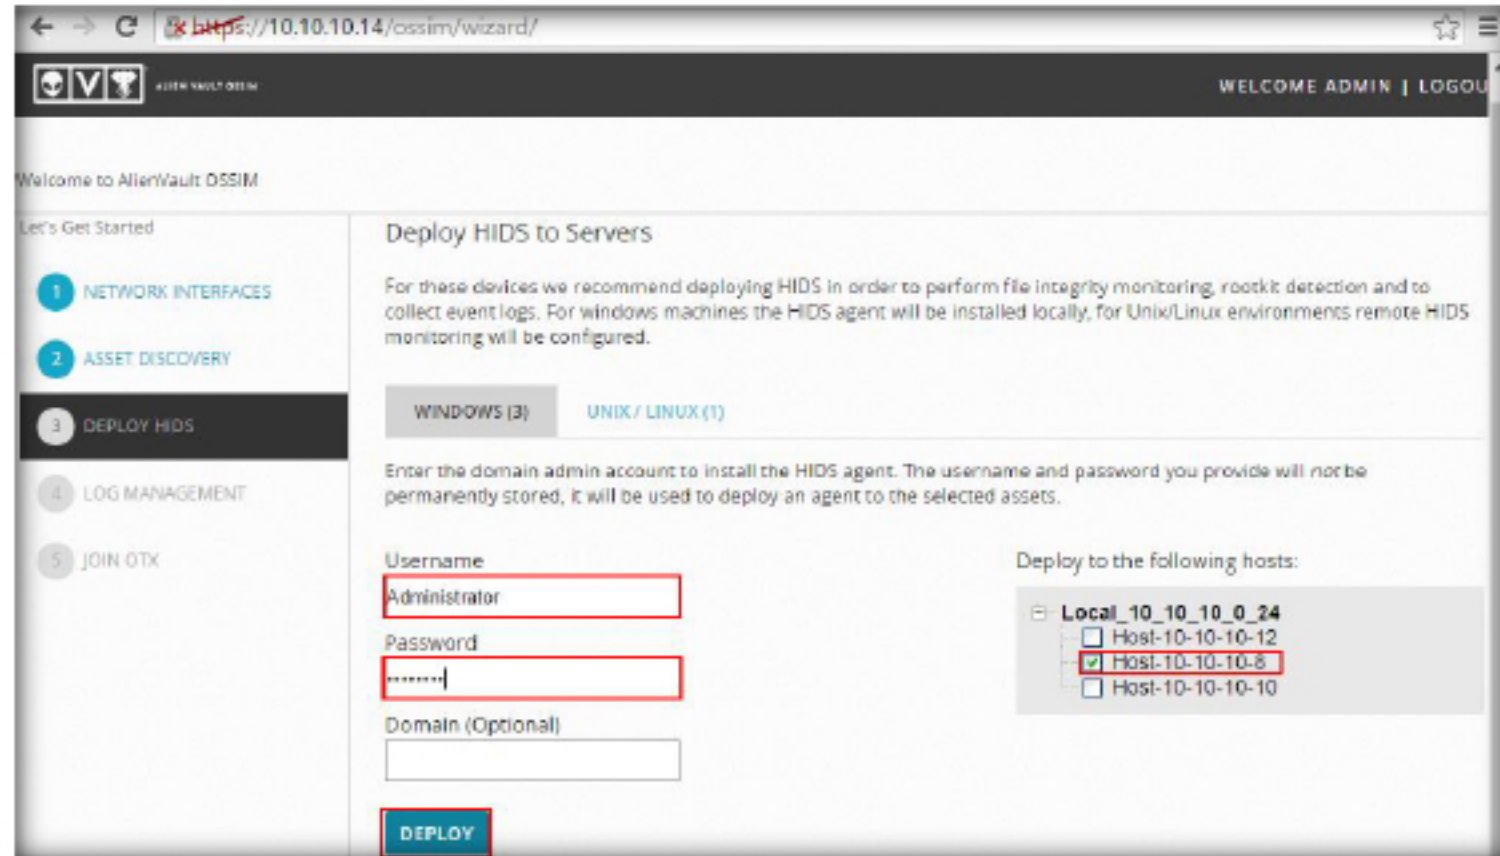 https://10.10.10.14/ossim/wizard/
ALIEN VAULT OSSIM
WELCOME ADMIN | LOGOU
Welcome to AlienVault OSSIM
Let's Get Started
1 NETWORK INTERFACES
2 ASSET DISCOVERY
3 DEPLOY HIDS
4 LOG MANAGEMENT
5 JOIN OTX
Deploy HIDS to Servers
For these devices we recommend deploying HIDS in order to perform file integrity monitoring, rootkit detection and to
collect event logs. For windows machines the HIDS agent will be installed locally, for Unix/Linux environments remote HIDS
monitoring will be configured.
WINDOWS (3) UNIX / LINUX (1)
Enter the domain admin account to install the HIDS agent. The username and password you provide will not be
permanently stored, it will be used to deploy an agent to the selected assets.
Username
Administrator
Password
Domain (Optional)
DEPLOY
Deploy to the following hosts:
Local_10_10_10_0_24
Host-10-10-10-12
Host-10-10-10-8
Host-10-10-10-10